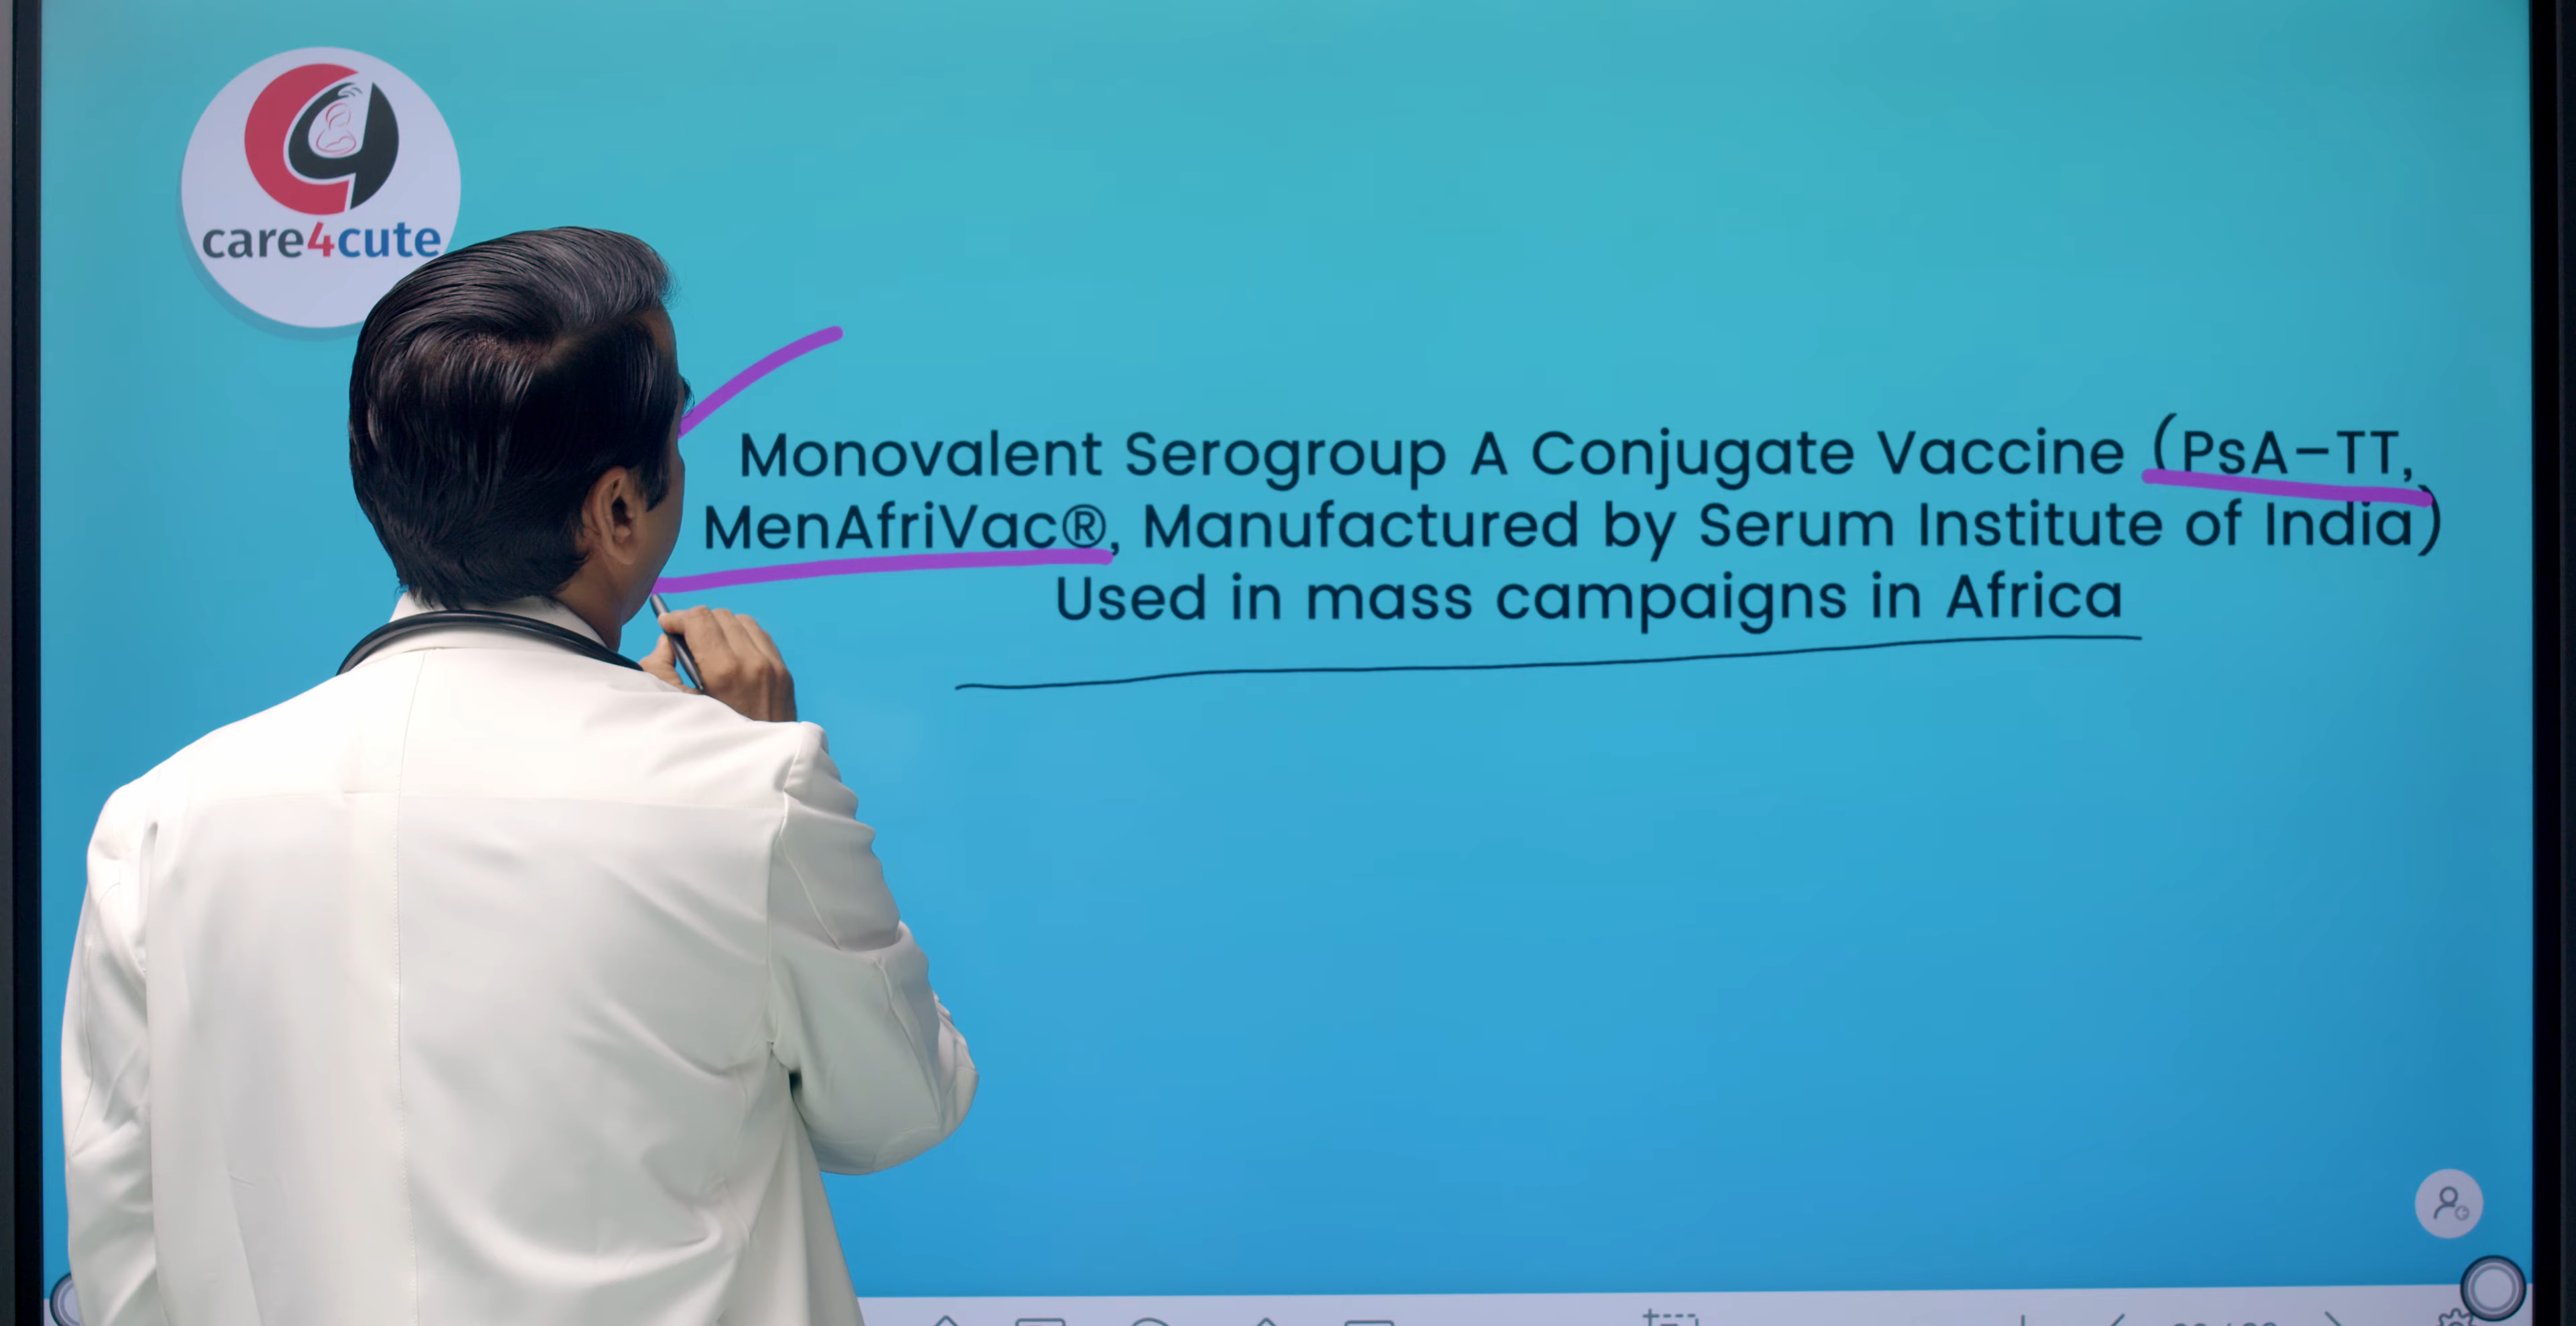 care4cute
Monovalent Serogroup A Conjugate Vaccine (PsA-TT,
MenAfriVac®, Manufactured by Serum Institute of India)
Used in mass campaigns in Africa